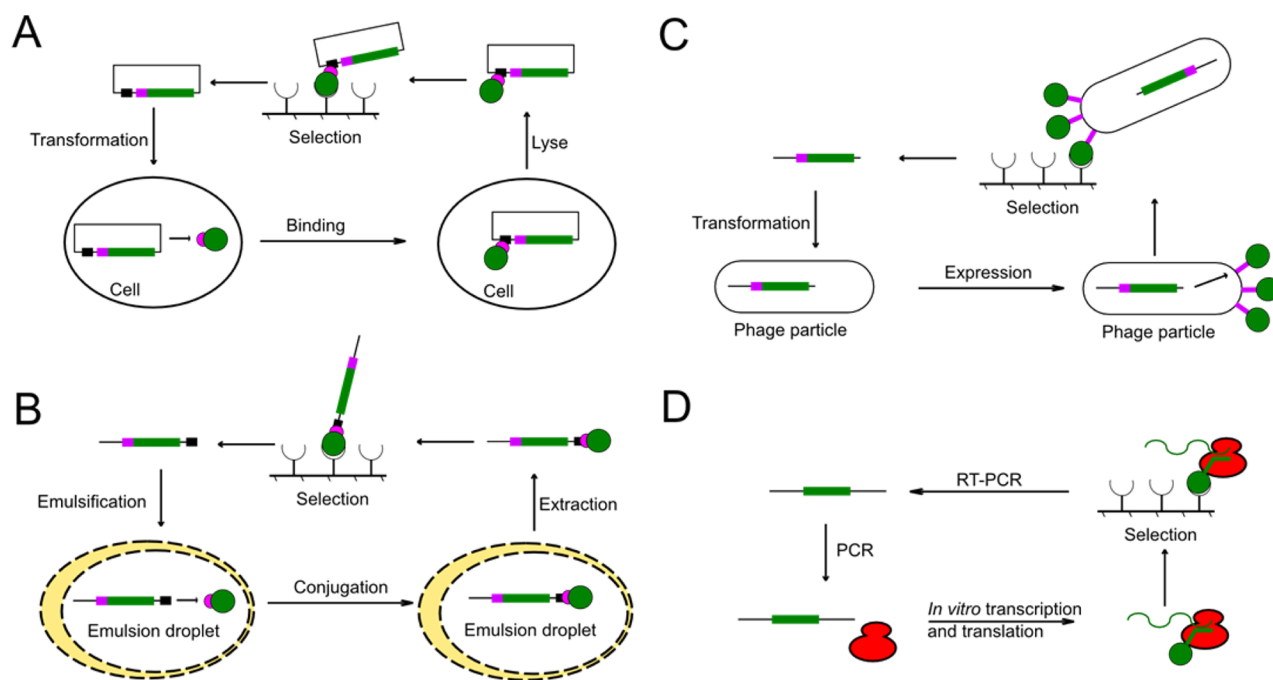 A
Transformation
Selection
Lyse
Binding
Cell
Cell
B
Emulsification
Selection
Extraction
Conjugation
Emulsion droplet
Emulsion droplet
C
Selection
Transformation
Expression
Phage particle
Phage particle
D
RT-PCR
Selection
PCR
In vitro transcription
and translation